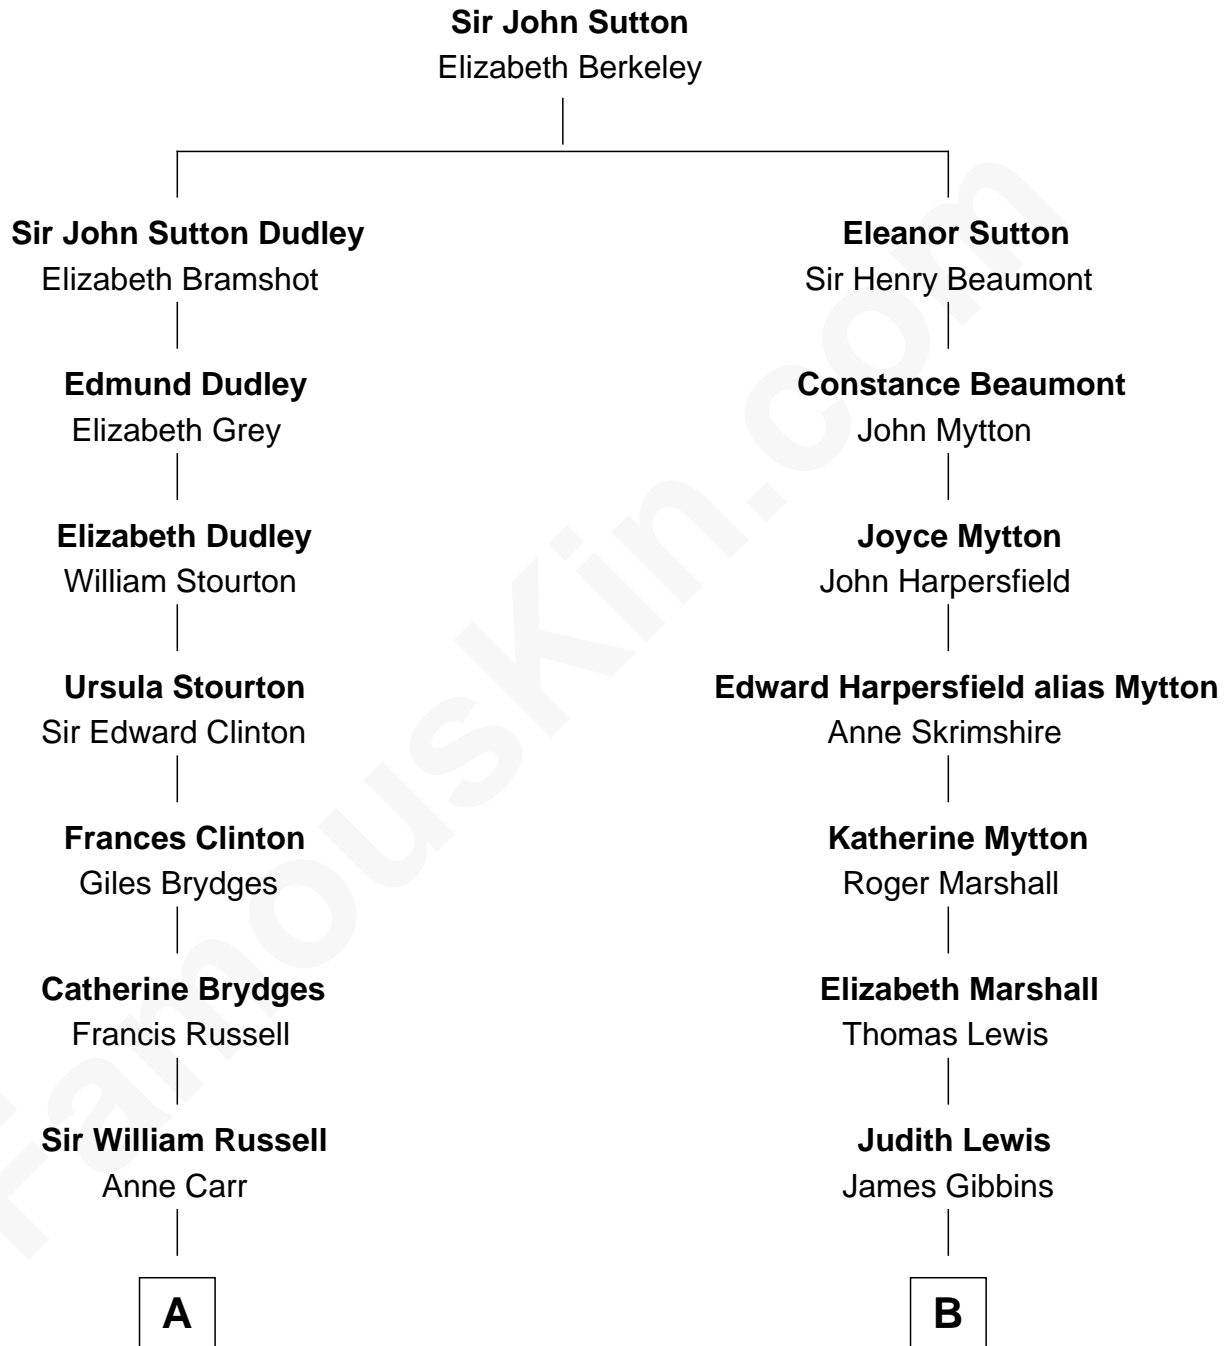 Sir John Sutton
Elizabeth Berkeley
Sir John Sutton Dudley
Elizabeth Bramshot
Eleanor Sutton
Sir Henry Beaumont
Edmund Dudley
Elizabeth Grey
Constance Beaumont
John Mytton
Elizabeth Dudley
William Stourton
Joyce Mytton
John Harpersfield
Ursula Stourton
Sir Edward Clinton
Edward Harpersfield alias Mytton
Anne Skrimshire
Frances Clinton
Giles Brydges
Katherine Mytton
Roger Marshall
Catherine Brydges
Francis Russell
Elizabeth Marshall
Thomas Lewis
Sir William Russell
Anne Carr
Judith Lewis
James Gibbins
A
B
FamousKin.com